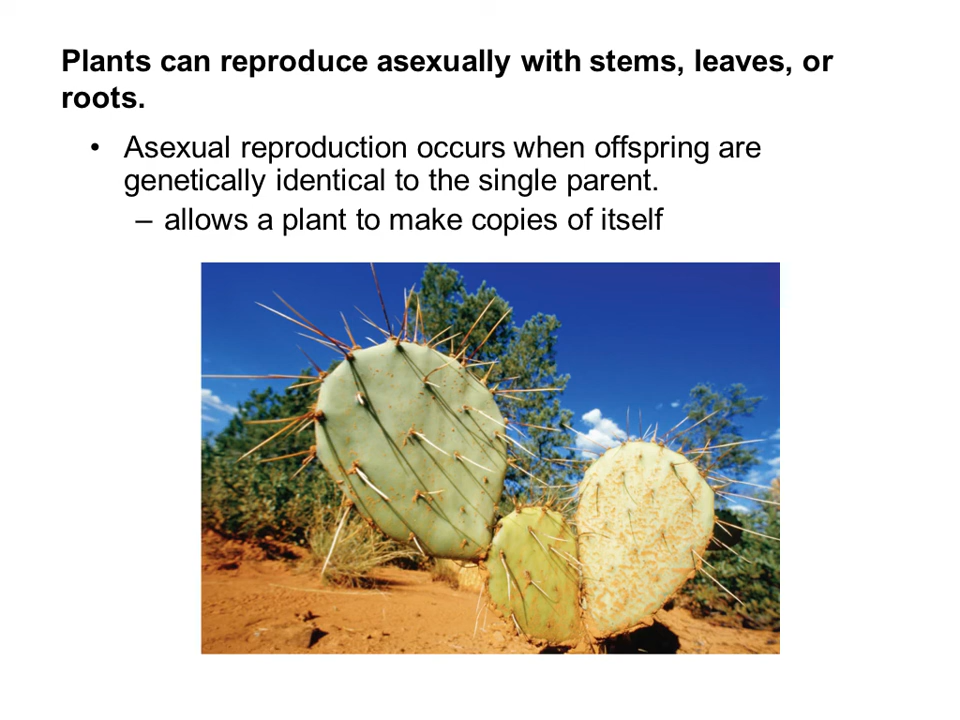 Plants can reproduce asexually with stems, leaves, or
roots.
• Asexual reproduction occurs when offspring are
genetically identical to the single parent.
– allows a plant to make copies of itself